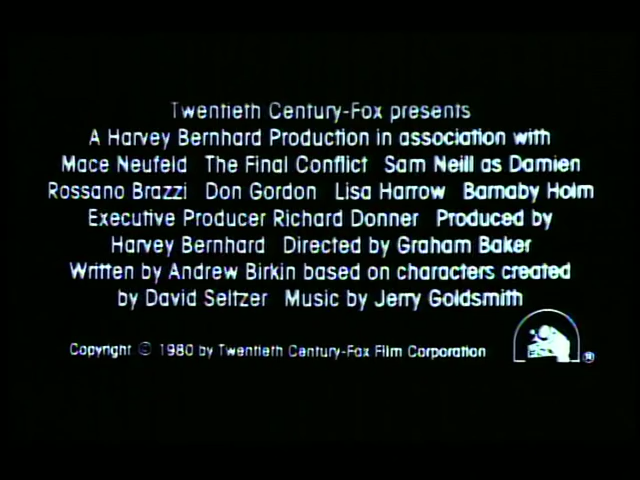 Twentieth Century-Fox presents
A Harvey Bernhard Production in association with
Mace Neufeld The Final Conflict Sam Neill as Damien
Rossano Brazzi Don Gordon Lisa Harrow Barnaby Holm
Executive Producer Richard Donner Produced by
Harvey Bernhard Directed by Graham Baker
Written by Andrew Birkin based on characters created
by David Seltzer Music by Jerry Goldsmith
Copyright © 1980 by Twentieth Century-Fox Film Corporation
®